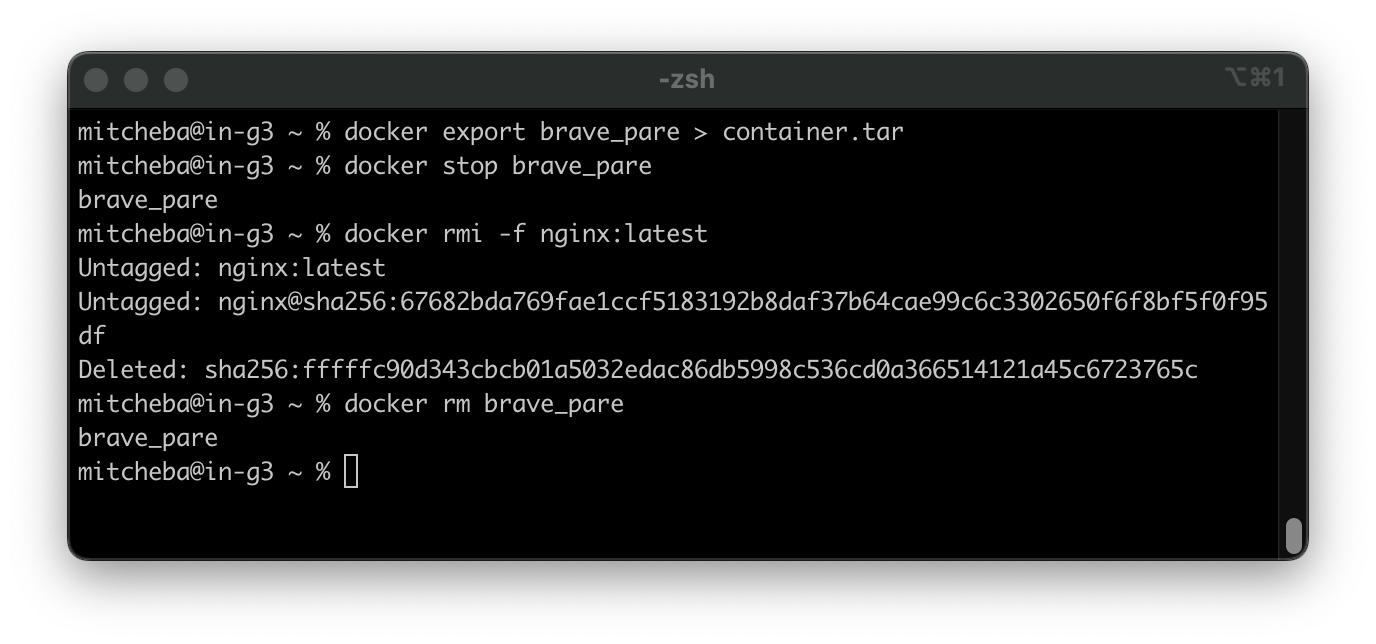 -zsh
⌥⌘1
mitcheba@in-g3 ~ % docker export brave_pare > container.tar
mitcheba@in-g3 ~ % docker stop brave_pare
brave_pare
mitcheba@in-g3 ~ % docker rmi -f nginx:latest
Untagged: nginx:latest
Untagged: nginx@sha256:67682bda769fae1ccf5183192b8daf37b64cae99c6c3302650f6f8bf5f0f95
df
Deleted: sha256:fffffc90d343cbcb01a5032edac86db5998c536cd0a366514121a45c6723765c
mitcheba@in-g3 ~ % docker rm brave_pare
brave_pare
mitcheba@in-g3 ~ %